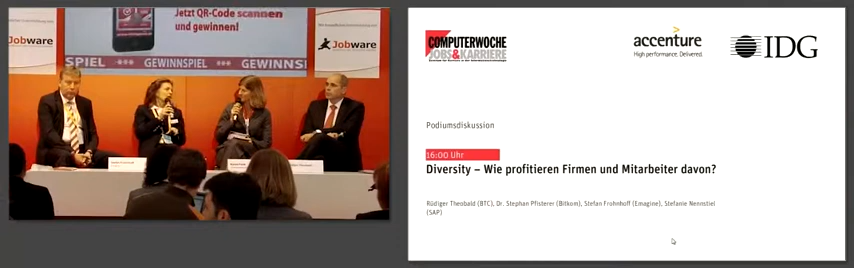 Jetzt QR-Code scannen
und gewinnen!
Jobware
Jobware
SPIEL *** GEWINNSPIEL *** GEWINNS
COMPUTERWOCHE
JOBS&KARRIERE
accenture
High performance. Delivered.
IDG
Podiumsdiskussion
16:00 Uhr
Diversity – Wie profitieren Firmen und Mitarbeiter davon?
Rüdiger Theobald (BTC), Dr. Stephan Pfisterer (Bitkom), Stefan Frohnhoff (Emagine), Stefanie Nennstiel
(SAP)